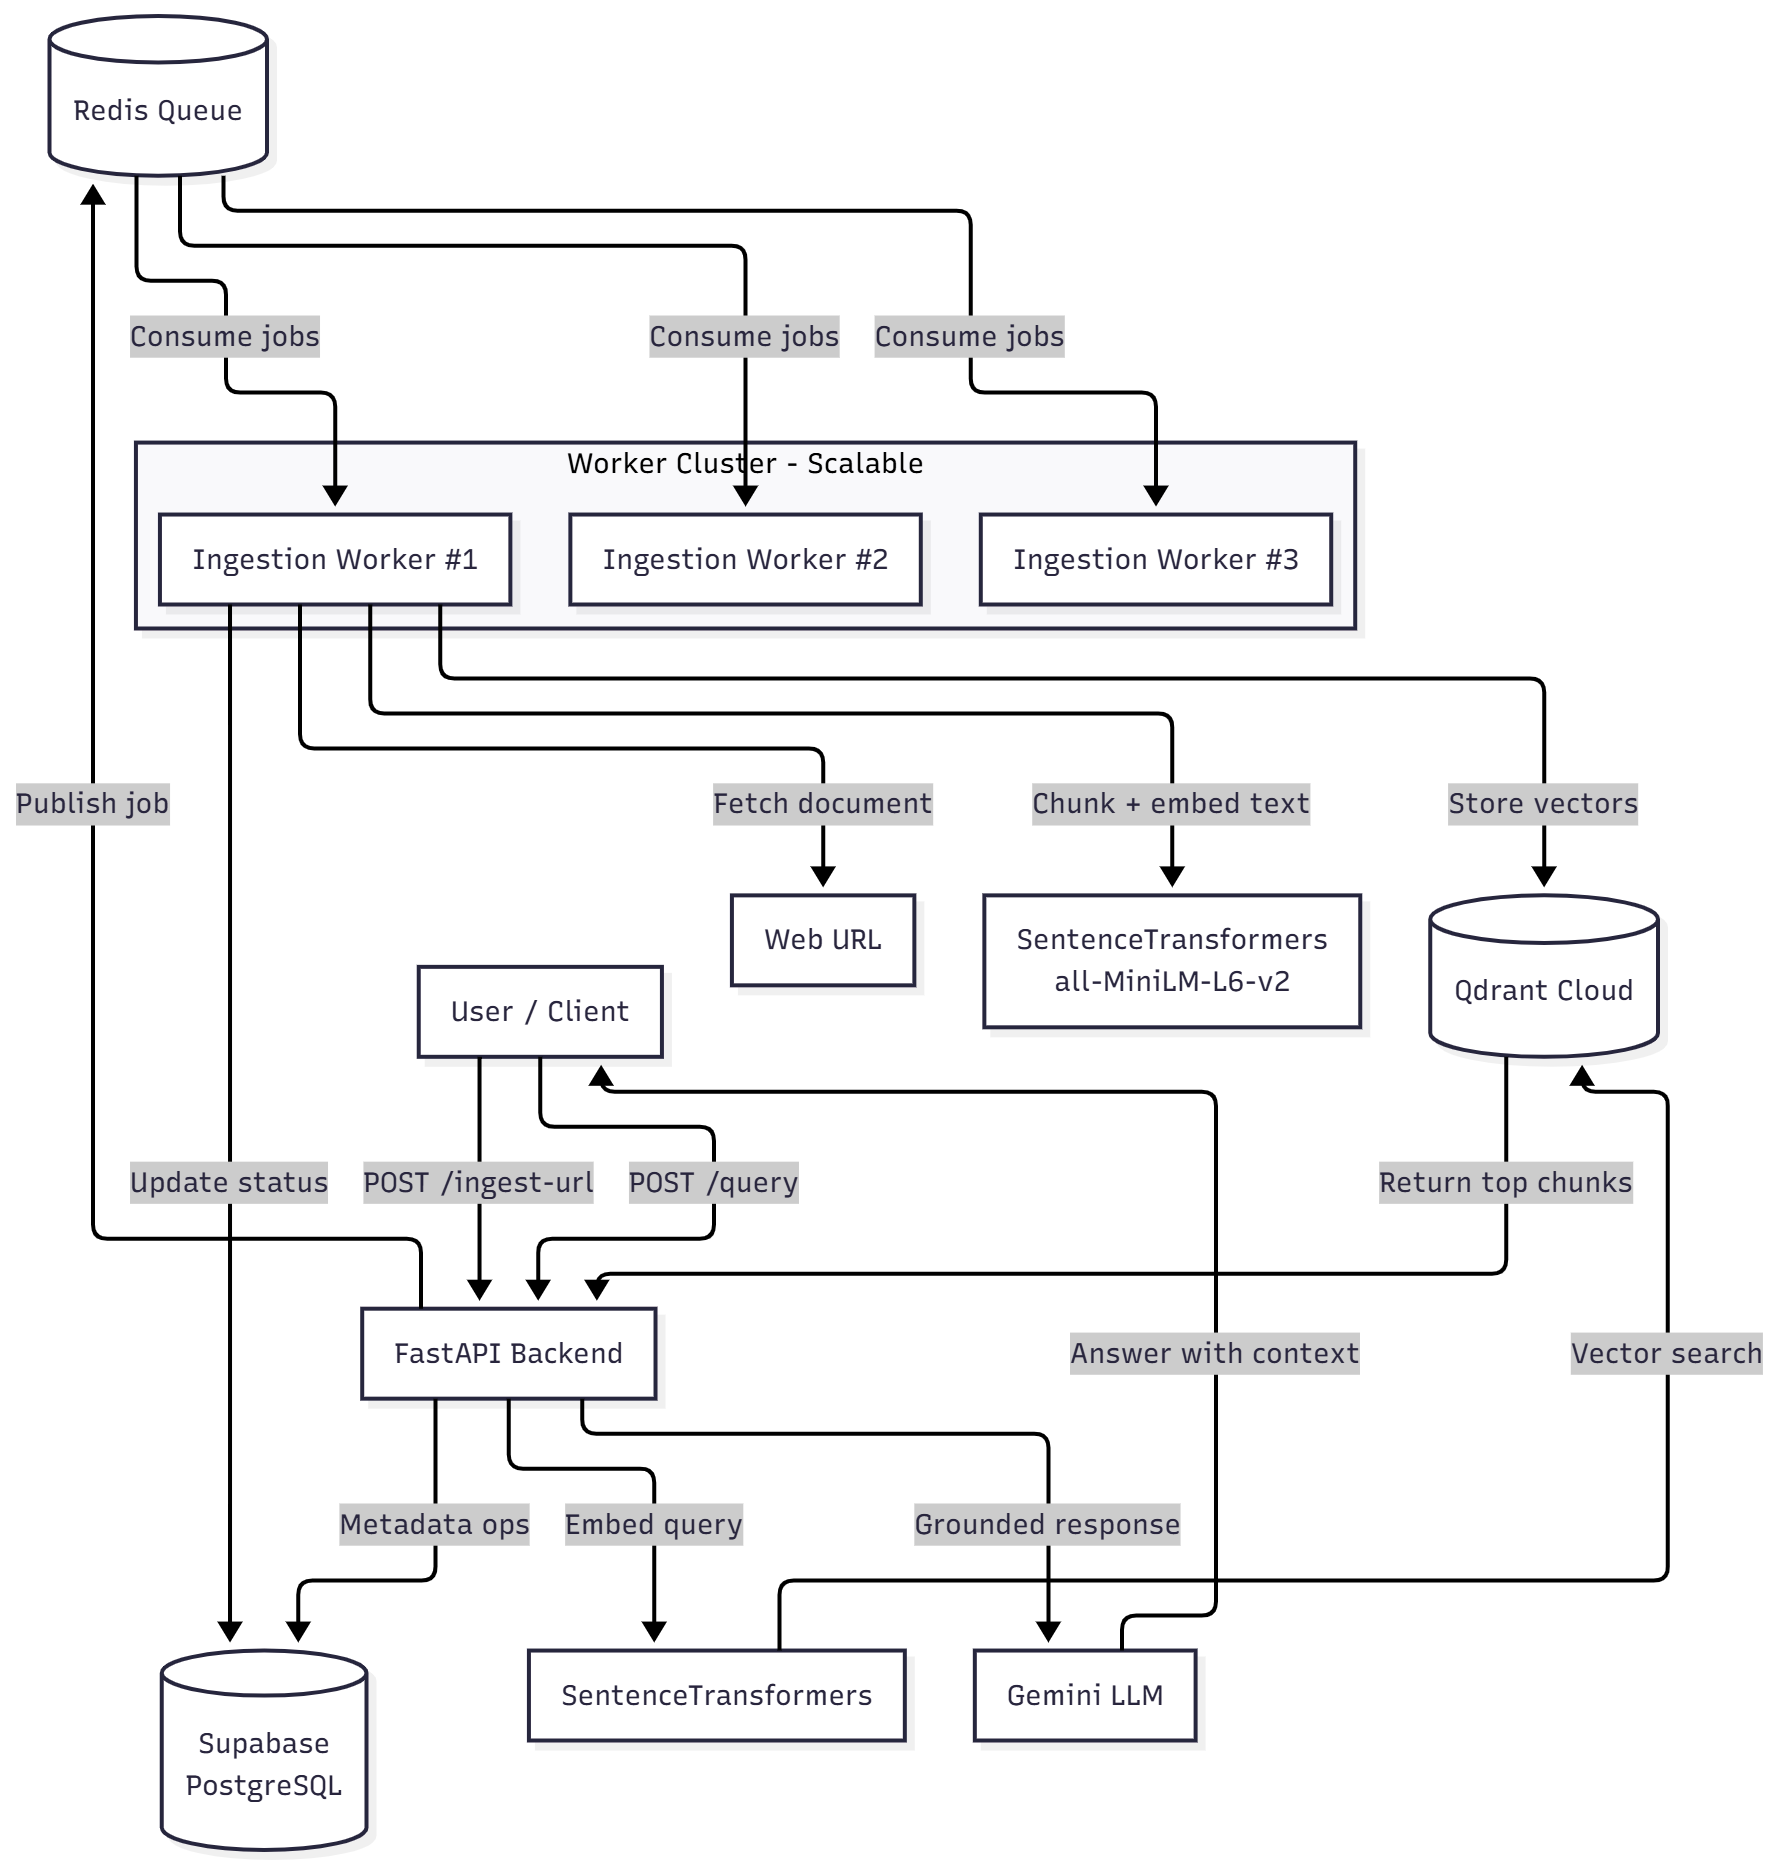 Redis Queue
Consume jobs
Consume jobs
Consume jobs
Worker Cluster - Scalable
Ingestion Worker #1
Ingestion Worker #2
Ingestion Worker #3
Publish job
Fetch document
Chunk + embed text
Store vectors
Web URL
SentenceTransformers
all-MiniLM-L6-v2
Qdrant Cloud
User / Client
Update status
POST /ingest-url
POST /query
Return top chunks
FastAPI Backend
Answer with context
Vector search
Metadata ops
Embed query
Grounded response
Supabase
PostgreSQL
SentenceTransformers
Gemini LLM